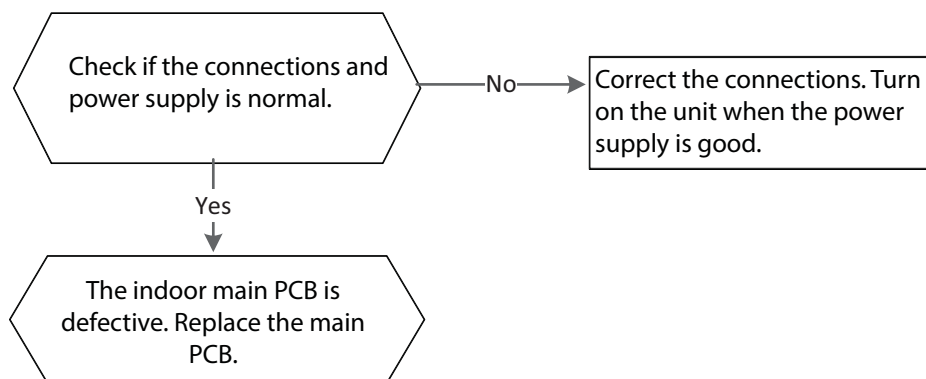 Check if the connections and
power supply is normal.
No
Correct the connections. Turn
on the unit when the power
supply is good.
Yes
The indoor main PCB is
defective. Replace the main
PCB.